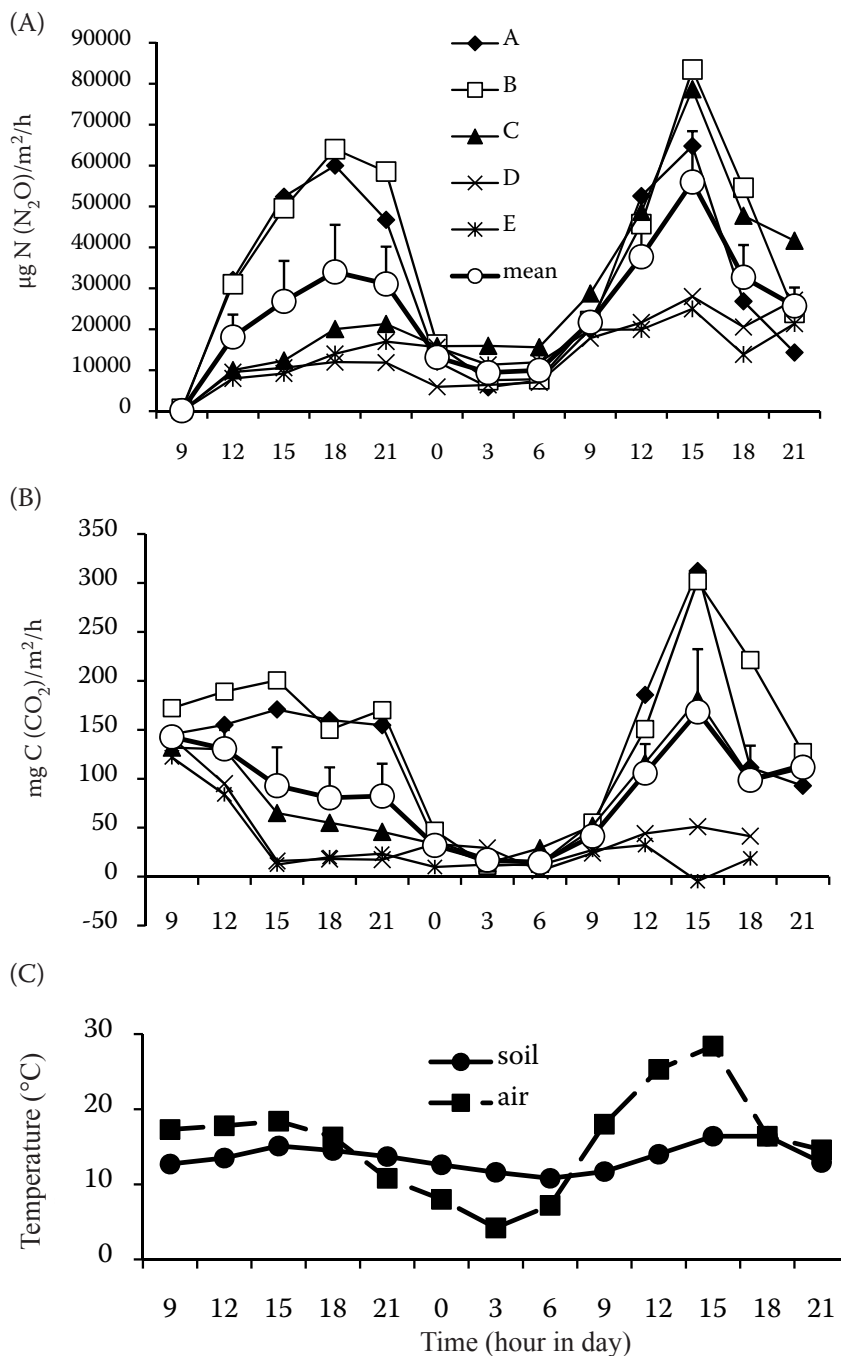 (A)
µg N (N₂O)/m²/h
90000
80000
70000
60000
50000
40000
30000
20000
10000
0
A
B
C
D
E
mean
9 12 15 18 21 0 3 6 9 12 15 18 21
(B)
mg C (CO₂)/m²/h
350
300
250
200
150
100
50
0
-50
9 12 15 18 21 0 3 6 9 12 15 18 21
(C)
Temperature (°C)
30
20
10
0
soil
air
9 12 15 18 21 0 3 6 9 12 15 18 21
Time (hour in day)